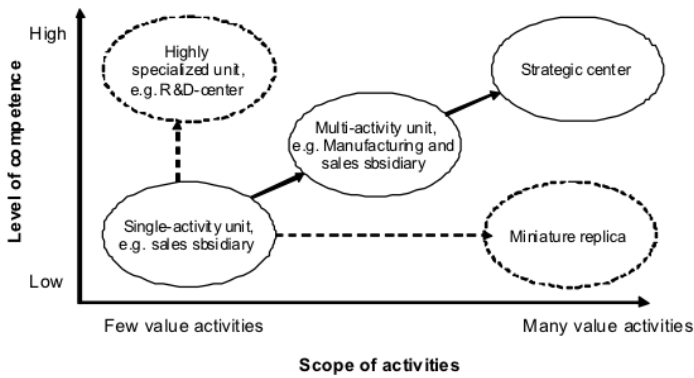 High
Highly
specialized unit,
e.g. R&D-center
Strategic center
Multi-activity unit,
e.g. Manufacturing and
sales sbsidiary
Level of competence
Single-activity unit,
e.g. sales sbsidiary
Miniature replica
Low
Few value activities
Many value activities
Scope of activities